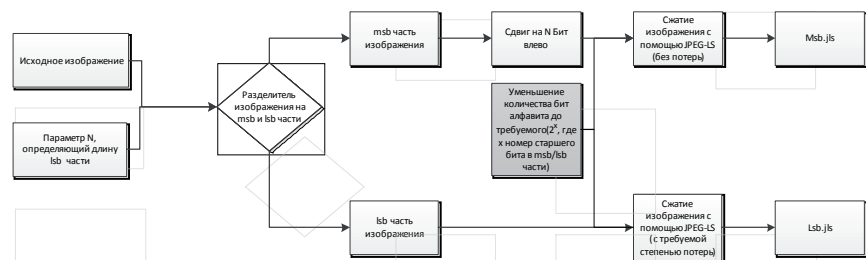 Исходное изображение
Параметр N,
определяющий длину
lsb части
Разделитель
изображения на
msb и lsb части
msb часть
изображения
Сдвиг на N Бит
влево
Сжатие
изображения с
помощью JPEG-LS
(без потерь)
Msb.jls
Уменьшение
количества бит
алфавита до
требуемого(2^x, где
x номер старшего
бита в msb/lsb
части)
lsb часть
изображения
Сжатие
изображения с
помощью JPEG-LS
(с требуемой
степенью потерь)
Lsb.jls